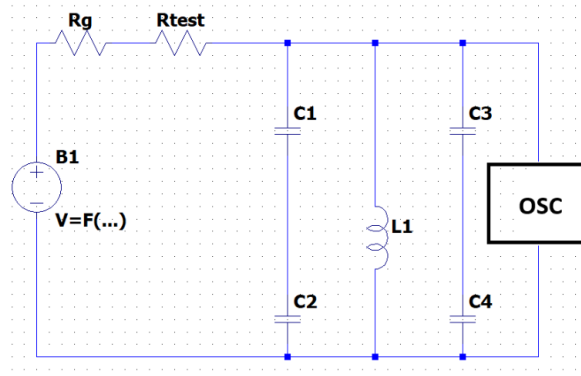 Rg
Rtest
C1
C3
B1
OSC
V=F(...)
L1
C2
C4